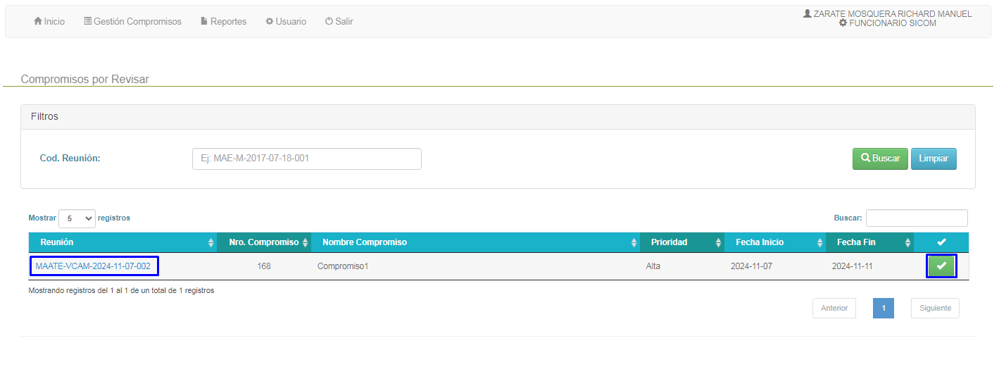 Inicio Gestión Compromisos Reportes Usuario Salir
ZARATE MOSQUERA RICHARD MANUEL
FUNCIONARIO SICOM
Compromisos por Revisar
Filtros
Cod. Reunión: Ej: MAE-M-2017-07-18-001 Buscar Limpiar
Mostrar 5 registros Buscar:
Reunión Nro. Compromiso Nombre Compromiso Prioridad Fecha Inicio Fecha Fin
MAATE-VCAM-2024-11-07-002 168 Compromiso1 Alta 2024-11-07 2024-11-11
Mostrando registros del 1 al 1 de un total de 1 registros
Anterior 1 Siguiente